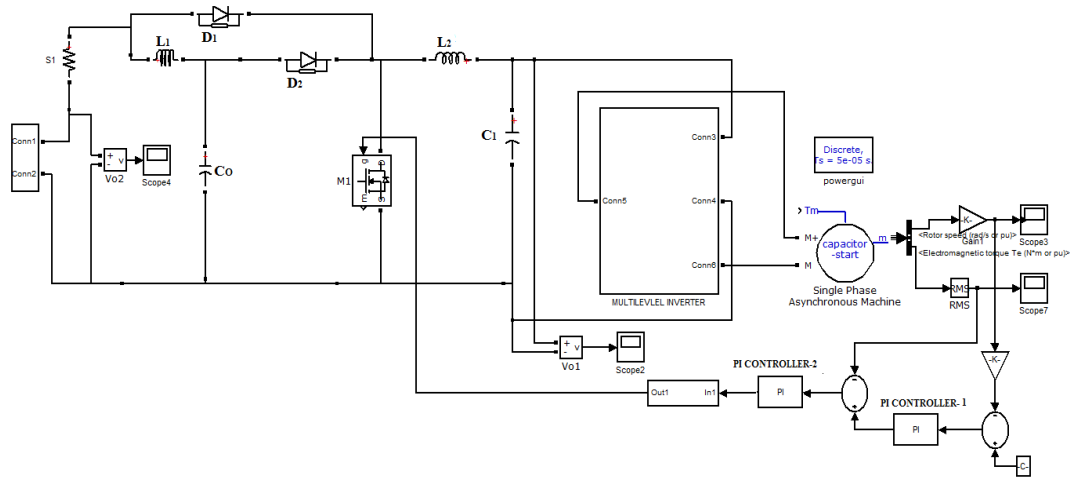 D1
L1
L2
S1
D2
C1
Conn1
Conn2
+
-
v
Vo2
Scope4
+
CO
+
g
D
M1
m
S
+
Conn3
Conn5
Conn4
Conn6
MULTILEVLEL INVERTER
Discrete,
Ts = 5e-05 s.
powergui
Tm
M+
M
m
capacitor
-start
Single Phase
Asynchronous Machine
<Rotor speed (rad/s or pu)>
-K-
Gain1
<Electromagnetic torque Te (N*m or pu)>
Scope3
RMS
RMS
Scope7
+
-
v
Vo1
Scope2
-K-
PI CONTROLLER-2
Out1
In1
PI
PI CONTROLLER- 1
PI
-C-